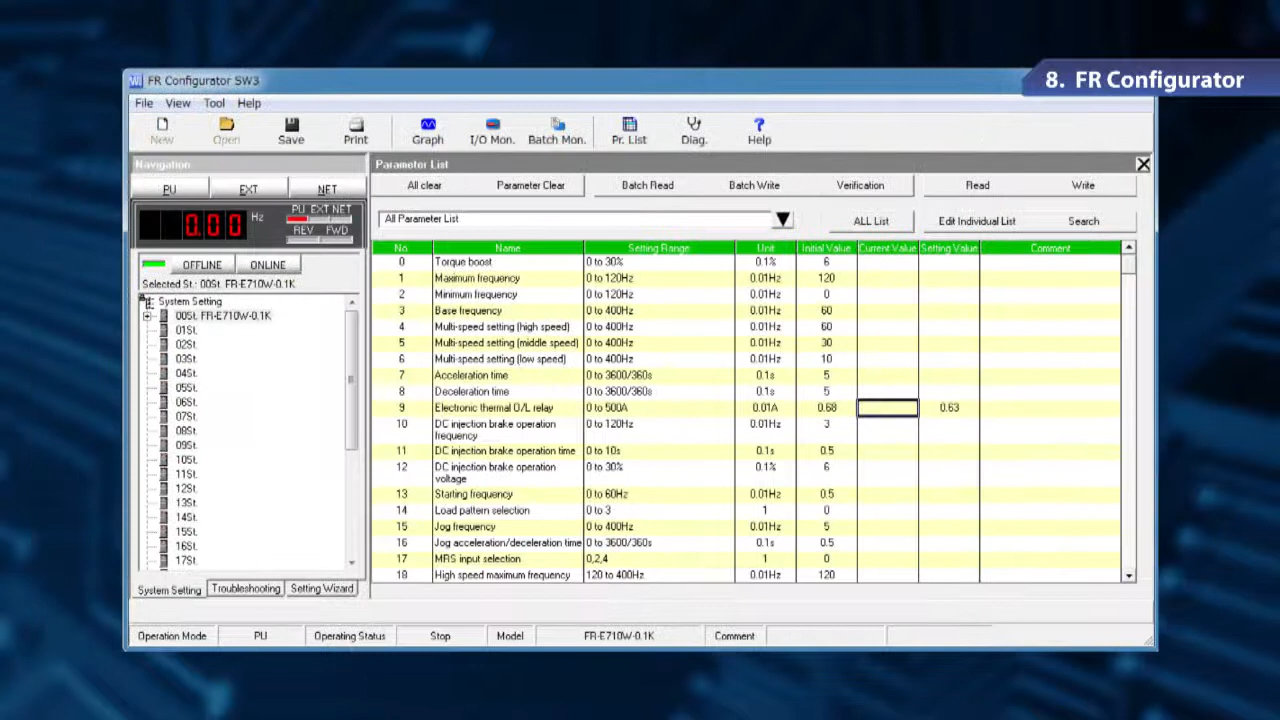 8. FR Configurator
FR Configurator SW3
File View Tool Help
New Open Save Print Graph I/O Mon. Batch Mon. Pr. List Diag. Help
Navigation
PU EXT NET
0.00 Hz PU EXT NET
REV FWD
OFFLINE ONLINE
Selected St.: 00St. FR-E710W-0.1K
System Setting
00St. FR-E710W-0.1K
01St.
02St.
03St.
04St.
05St.
06St.
07St.
08St.
09St.
10St.
11St.
12St.
13St.
14St.
15St.
16St.
17St.
System Setting Troubleshooting Setting Wizard
Parameter List
All clear Parameter Clear Batch Read Batch Write Verification Read Write
All Parameter List ALL List Edit Individual List Search
No. Name Setting Range Unit Initial Value Current Value Setting Value Comment
0 Torque boost 0 to 30% 0.1% 6
1 Maximum frequency 0 to 120Hz 0.01Hz 120
2 Minimum frequency 0 to 120Hz 0.01Hz 0
3 Base frequency 0 to 400Hz 0.01Hz 60
4 Multi-speed setting (high speed) 0 to 400Hz 0.01Hz 60
5 Multi-speed setting (middle speed) 0 to 400Hz 0.01Hz 30
6 Multi-speed setting (low speed) 0 to 400Hz 0.01Hz 10
7 Acceleration time 0 to 3600/360s 0.1s 5
8 Deceleration time 0 to 3600/360s 0.1s 5
9 Electronic thermal O/L relay 0 to 500A 0.01A 0.68 0.63
10 DC injection brake operation 0 to 120Hz 0.01Hz 3
frequency
11 DC injection brake operation time 0 to 10s 0.1s 0.5
12 DC injection brake operation 0 to 30% 0.1% 6
voltage
13 Starting frequency 0 to 60Hz 0.01Hz 0.5
14 Load pattern selection 0 to 3 1 0
15 Jog frequency 0 to 400Hz 0.01Hz 5
16 Jog acceleration/deceleration time 0 to 3600/360s 0.1s 0.5
17 MRS input selection 0,2,4 1 0
18 High speed maximum frequency 120 to 400Hz 0.01Hz 120
Operation Mode PU Operating Status Stop Model FR-E710W-0.1K Comment